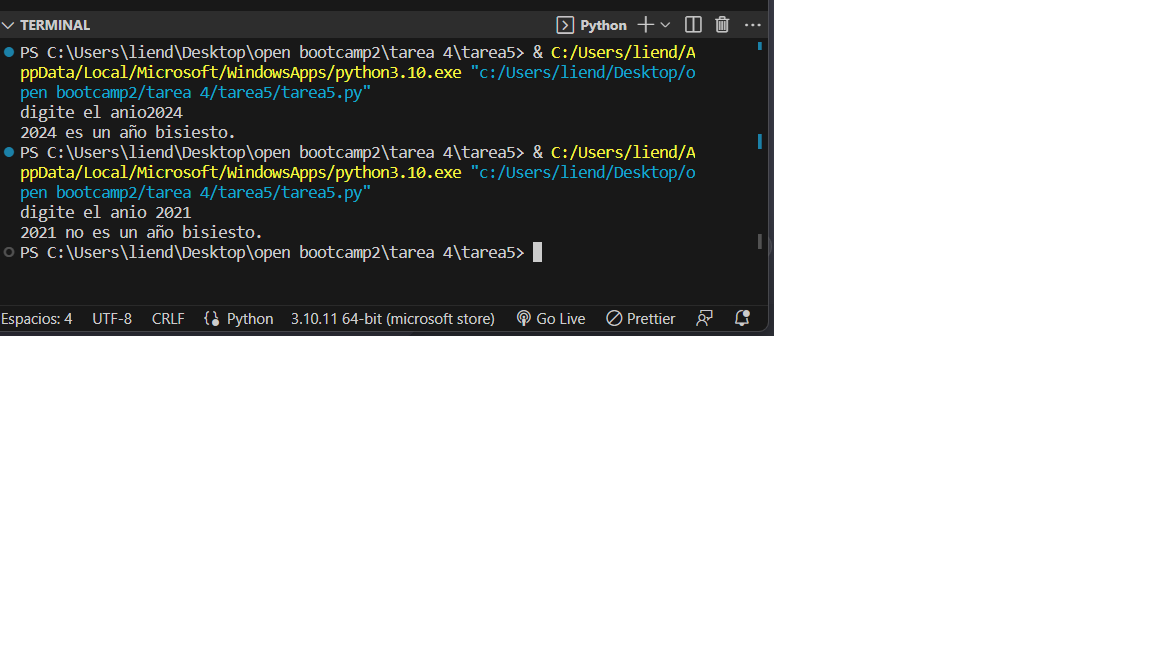 TERMINAL
Python
PS C:\Users\liend\Desktop\open bootcamp2\tarea 4\tarea5> & C:/Users/liend/A
ppData/Local/Microsoft/WindowsApps/python3.10.exe "c:/Users/liend/Desktop/o
pen bootcamp2/tarea 4/tarea5/tarea5.py"
digite el anio2024
2024 es un año bisiesto.
PS C:\Users\liend\Desktop\open bootcamp2\tarea 4\tarea5> & C:/Users/liend/A
ppData/Local/Microsoft/WindowsApps/python3.10.exe "c:/Users/liend/Desktop/o
pen bootcamp2/tarea 4/tarea5/tarea5.py"
digite el anio 2021
2021 no es un año bisiesto.
PS C:\Users\liend\Desktop\open bootcamp2\tarea 4\tarea5>
Espacios: 4 UTF-8 CRLF Python 3.10.11 64-bit (microsoft store) Go Live Prettier